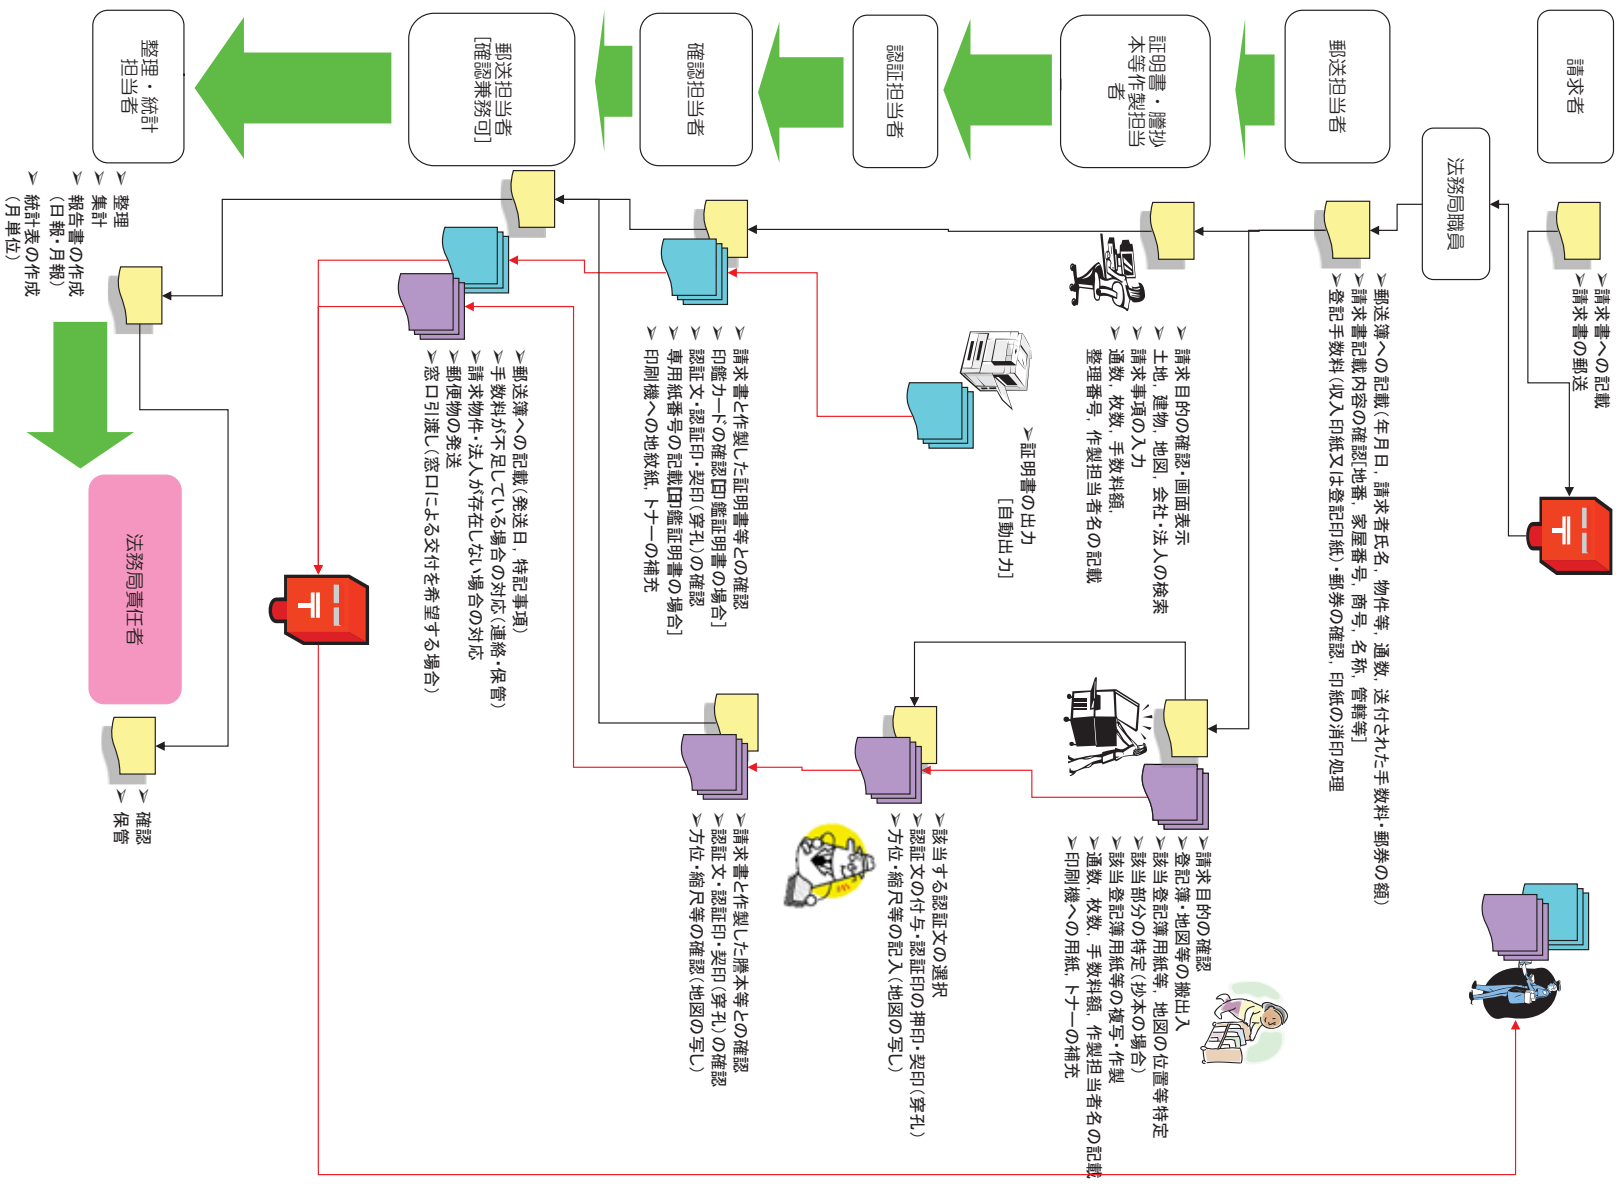 請求者
➢請求書への記載
➢請求書の郵送
法務局職員
郵送担当者
➢郵送簿への記載(年月日，請求者氏名，物件等，通数，送付された手数料・郵券の額)
➢請求書記載内容の確認[地番，家屋番号，商号，名称，管轄等]
➢登記手数料(収入印紙又は登記印紙)・郵券の確認，印紙の消印処理
証明書・謄抄
本等作製担当
者
➢請求目的の確認・画面表示
➢土地，建物，地図，会社・法人の検索
➢請求事項の入力
➢通数，枚数，手数料額，
整理番号，作製担当者名の記載
➢証明書の出力
[自動出力]
➢請求目的の確認
➢登記簿・地図等の搬出入
➢該当登記簿用紙等，地図の位置等特定
➢該当部分の特定(抄本の場合)
➢該当登記簿用紙等の複写・作製
➢通数，枚数，手数料額，作製担当者名の記載
➢印刷機への用紙，トナーの補充
認証担当者
➢該当する認証文の選択
➢認証文の付与・認証印の押印・契印(穿孔)
➢方位・縮尺等の記入(地図の写し)
確認担当者
➢請求書と作製した証明書等との確認
➢印鑑カードの確認[印鑑証明書の場合]
➢認証文・認証印・契印(穿孔)の確認
➢専用紙番号の記載[印鑑証明書の場合]
➢印刷機への地紋紙，トナーの補充
➢請求書と作製した謄本等との確認
➢認証文・認証印・契印(穿孔)の確認
➢方位・縮尺等の確認(地図の写し)
郵送担当者
[確認兼務可]
➢郵送簿への記載(発送日，特記事項)
➢手数料が不足している場合の対応(連絡・保管)
➢請求物件・法人が存在しない場合の対応
➢郵便物の発送
➢窓口引渡し(窓口による交付を希望する場合)
整理・統計
担当者
➢整理
➢集計
➢報告書の作成
(日報・月報)
➢統計表の作成
(月単位)
法務局責任者
➢確認
➢保管